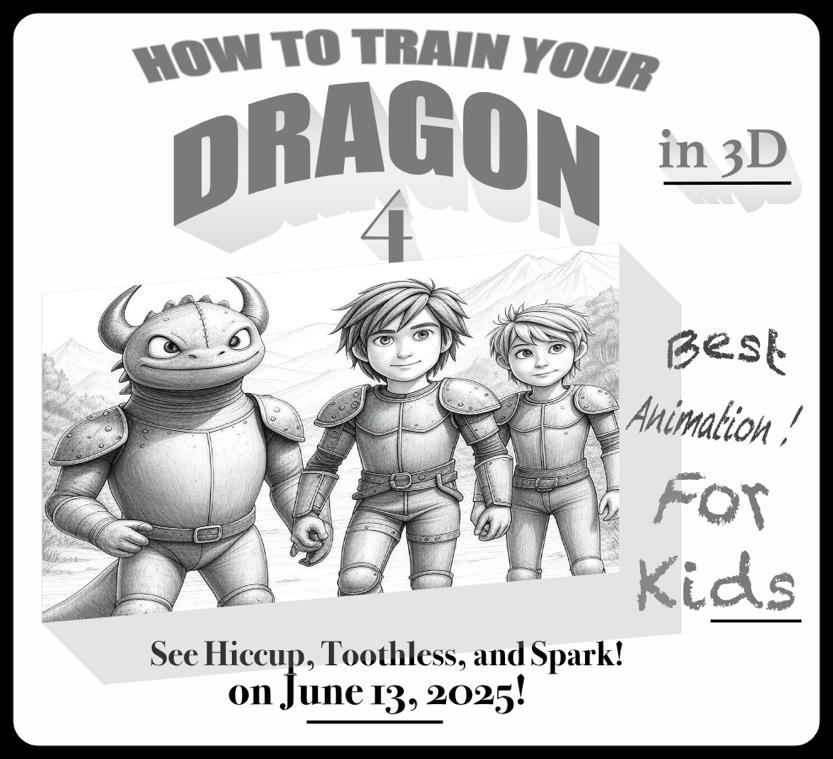 HOW TO TRAIN YOUR
DRAGON
4
in 3D
Best
Animation!
For
Kids
See Hiccup, Toothless, and Spark!
on June 13, 2025!